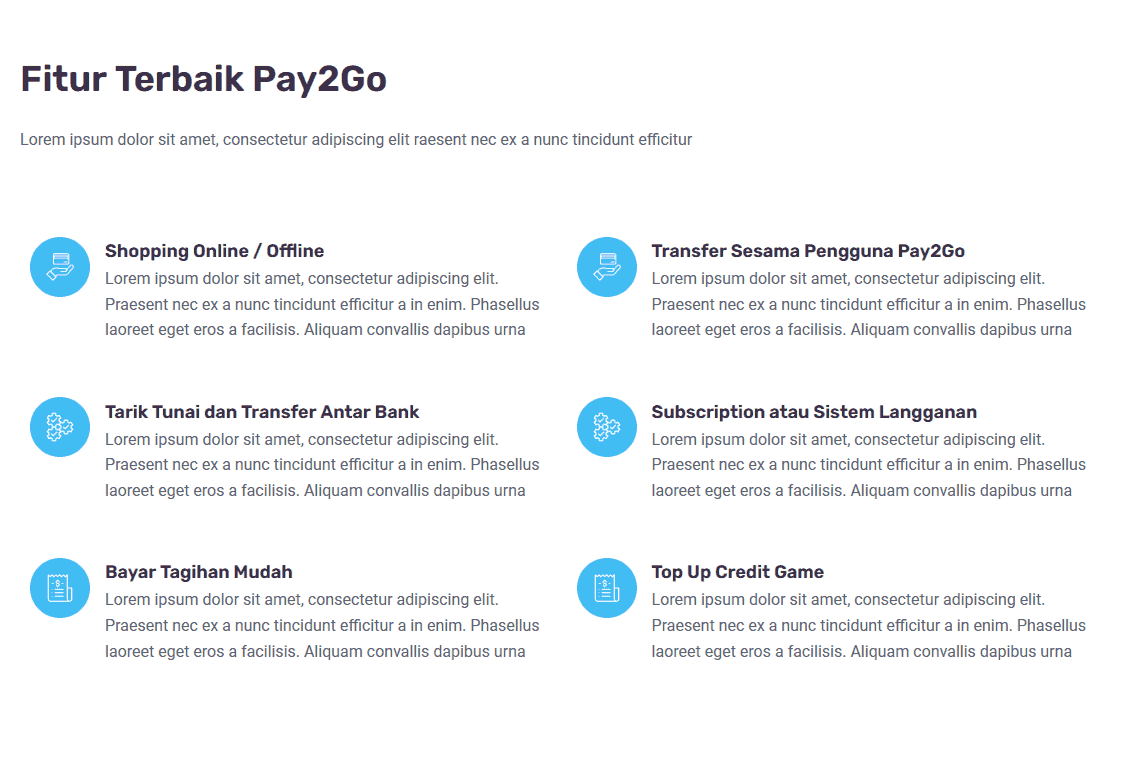 Fitur Terbaik Pay2Go
Lorem ipsum dolor sit amet, consectetur adipiscing elit raesent nec ex a nunc tincidunt efficitur
Shopping Online / Offline
Lorem ipsum dolor sit amet, consectetur adipiscing elit.
Praesent nec ex a nunc tincidunt efficitur a in enim. Phasellus
laoreet eget eros a facilisis. Aliquam convallis dapibus urna
Transfer Sesama Pengguna Pay2Go
Lorem ipsum dolor sit amet, consectetur adipiscing elit.
Praesent nec ex a nunc tincidunt efficitur a in enim. Phasellus
laoreet eget eros a facilisis. Aliquam convallis dapibus urna
Tarik Tunai dan Transfer Antar Bank
Lorem ipsum dolor sit amet, consectetur adipiscing elit.
Praesent nec ex a nunc tincidunt efficitur a in enim. Phasellus
laoreet eget eros a facilisis. Aliquam convallis dapibus urna
Subscription atau Sistem Langganan
Lorem ipsum dolor sit amet, consectetur adipiscing elit.
Praesent nec ex a nunc tincidunt efficitur a in enim. Phasellus
laoreet eget eros a facilisis. Aliquam convallis dapibus urna
Bayar Tagihan Mudah
Lorem ipsum dolor sit amet, consectetur adipiscing elit.
Praesent nec ex a nunc tincidunt efficitur a in enim. Phasellus
laoreet eget eros a facilisis. Aliquam convallis dapibus urna
Top Up Credit Game
Lorem ipsum dolor sit amet, consectetur adipiscing elit.
Praesent nec ex a nunc tincidunt efficitur a in enim. Phasellus
laoreet eget eros a facilisis. Aliquam convallis dapibus urna